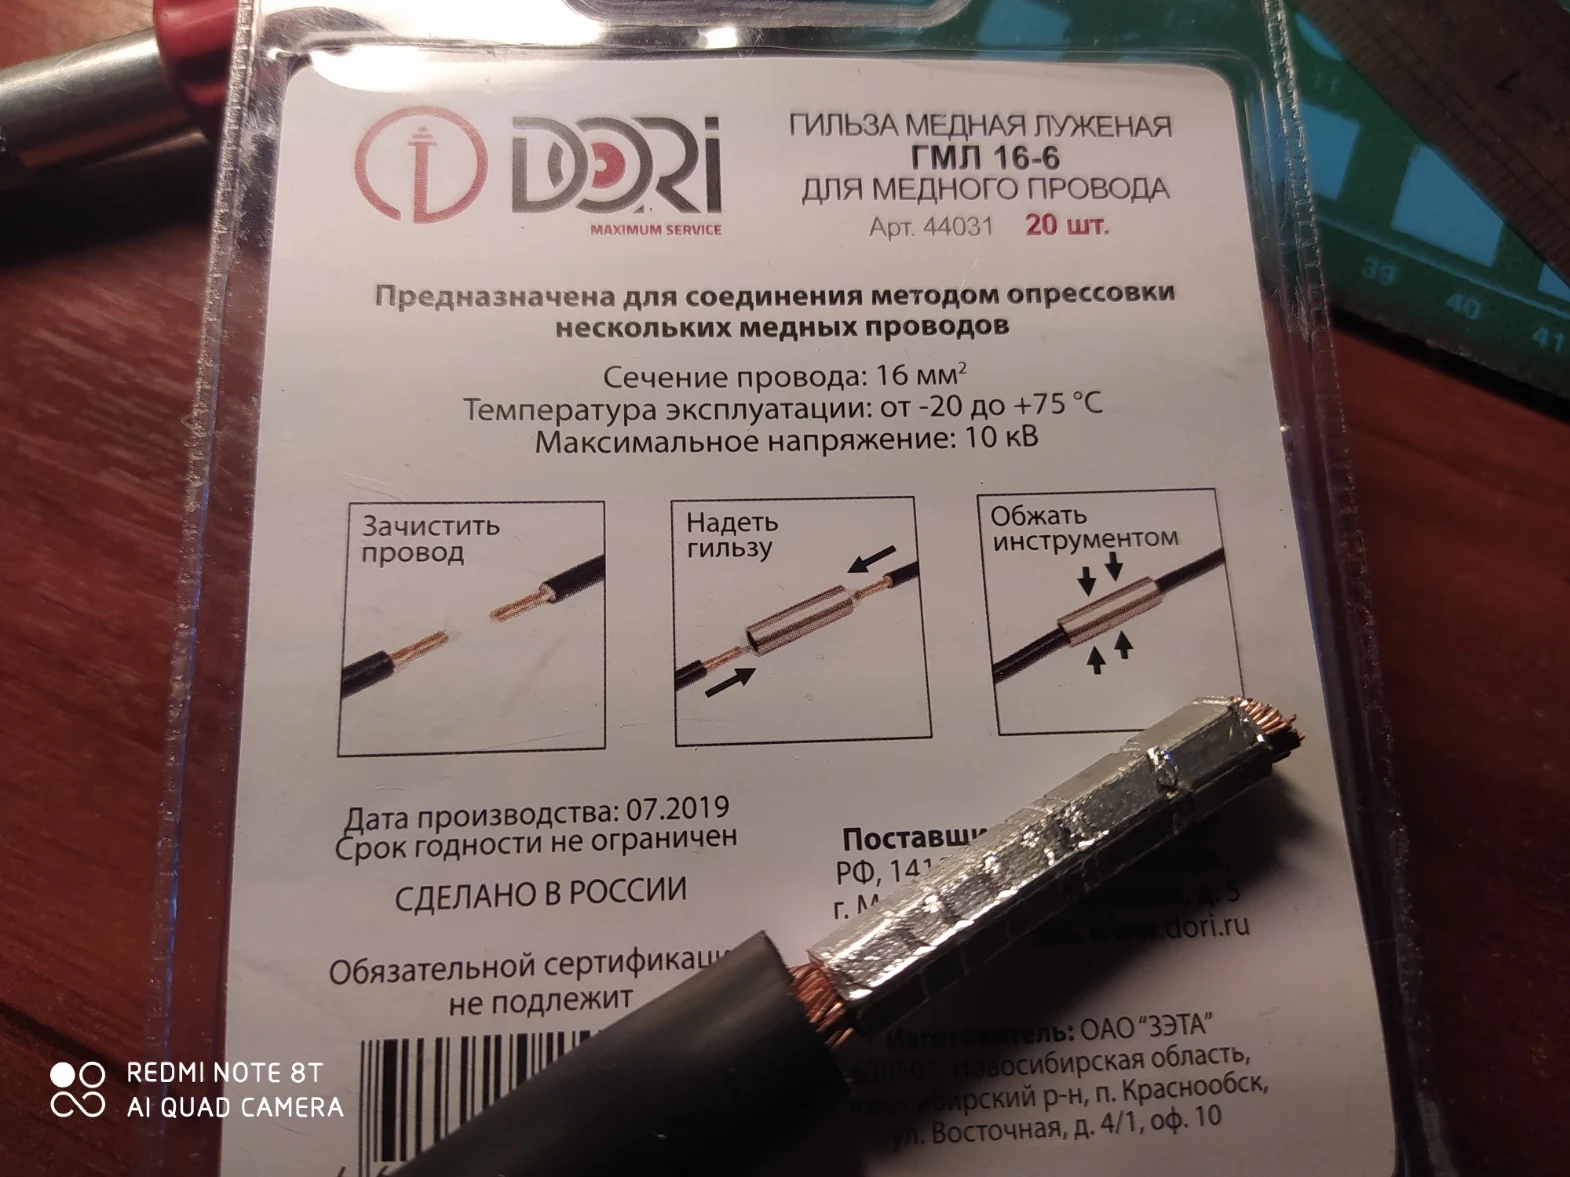 DORi
MAXIMUM SERVICE
ГИЛЬЗА МЕДНАЯ ЛУЖЕНАЯ
ГМЛ 16-6
ДЛЯ МЕДНОГО ПРОВОДА
Арт. 44031 20 шт.
Предназначена для соединения методом опрессовки
нескольких медных проводов
Сечение провода: 16 мм²
Температура эксплуатации: от -20 до +75 °C
Максимальное напряжение: 10 кВ
Зачистить
провод
Надеть
гильзу
Обжать
инструментом
Дата производства: 07.2019
Срок годности не ограничен
СДЕЛАНО В РОССИИ
Обязательной
не подлежит
РФ,
г.
д. 5
www.dori.ru
Изготовитель: ОАО "ЗЭТА"
Новосибирская область,
р-н, п. Краснообск,
ул. Восточная, д. 4/1, оф. 10
39
40
41
REDMI NOTE 8T
AI QUAD CAMERA